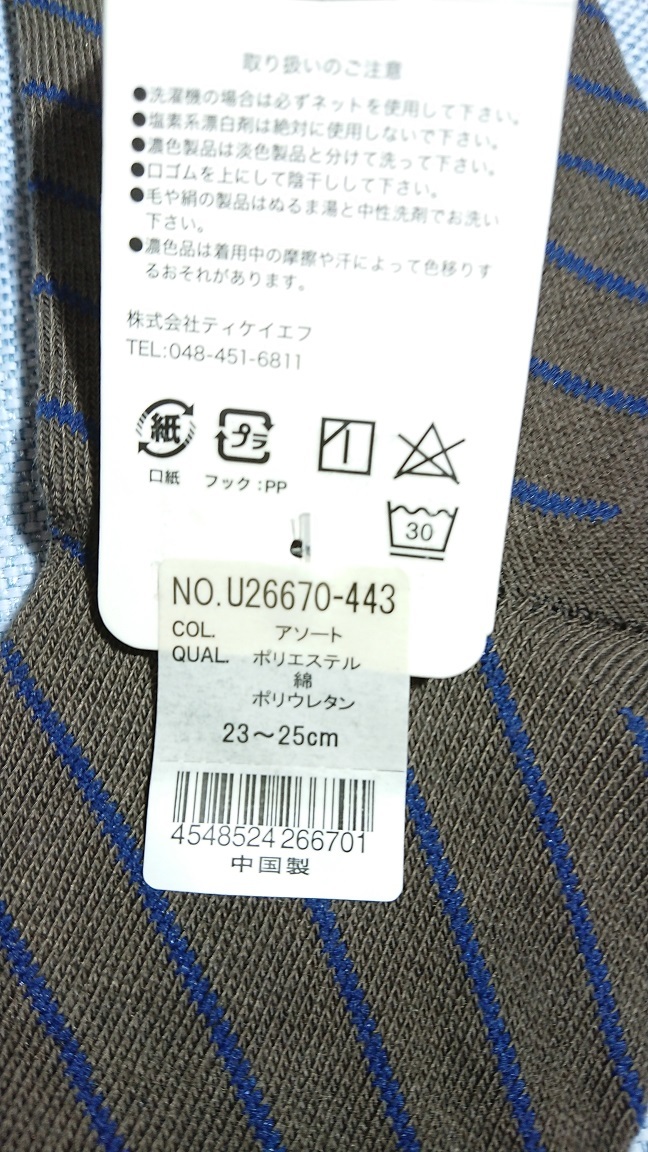 取り扱いのご注意
●洗濯機の場合は必ずネットを使用して下さい。
●塩素系漂白剤は絶対に使用しないで下さい。
●濃色製品は淡色製品と分けて洗って下さい。
●口ゴムを上にして陰干しして下さい。
●毛や絹の製品はぬるま湯と中性洗剤でお洗い
下さい。
●濃色品は着用中の摩擦や汗によって色移りす
るおそれがあります。
株式会社ティケイエフ
TEL:048-451-6811
紙 プラ
口紙 フック:PP
30
NO.U26670-443
COL. アソート
QUAL. ポリエステル
綿
ポリウレタン
23～25cm
4548524266701
中国製